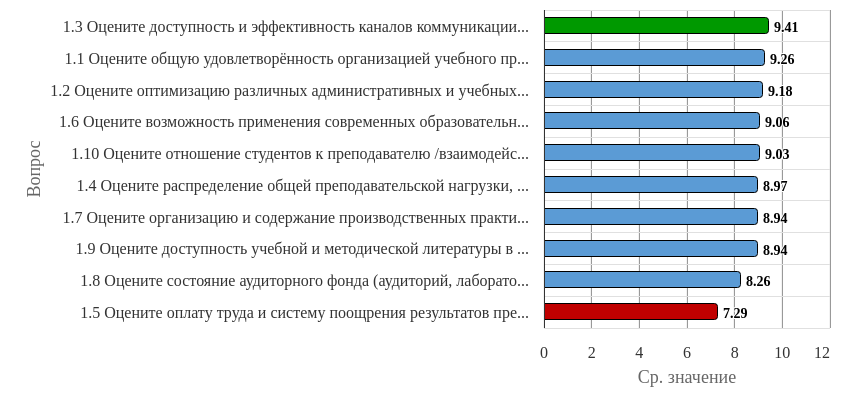 1.3 Оцените доступность и эффективность каналов коммуникации... 9.41
1.1 Оцените общую удовлетворённость организацией учебного пр... 9.26
1.2 Оцените оптимизацию различных административных и учебных... 9.18
1.6 Оцените возможность применения современных образовательн... 9.06
1.10 Оцените отношение студентов к преподавателю /взаимодейс... 9.03
1.4 Оцените распределение общей преподавательской нагрузки, ... 8.97
1.7 Оцените организацию и содержание производственных практи... 8.94
1.9 Оцените доступность учебной и методической литературы в ... 8.94
1.8 Оцените состояние аудиторного фонда (аудиторий, лаборато... 8.26
1.5 Оцените оплату труда и систему поощрения результатов пре... 7.29
Вопрос
0 2 4 6 8 10 12
Ср. значение